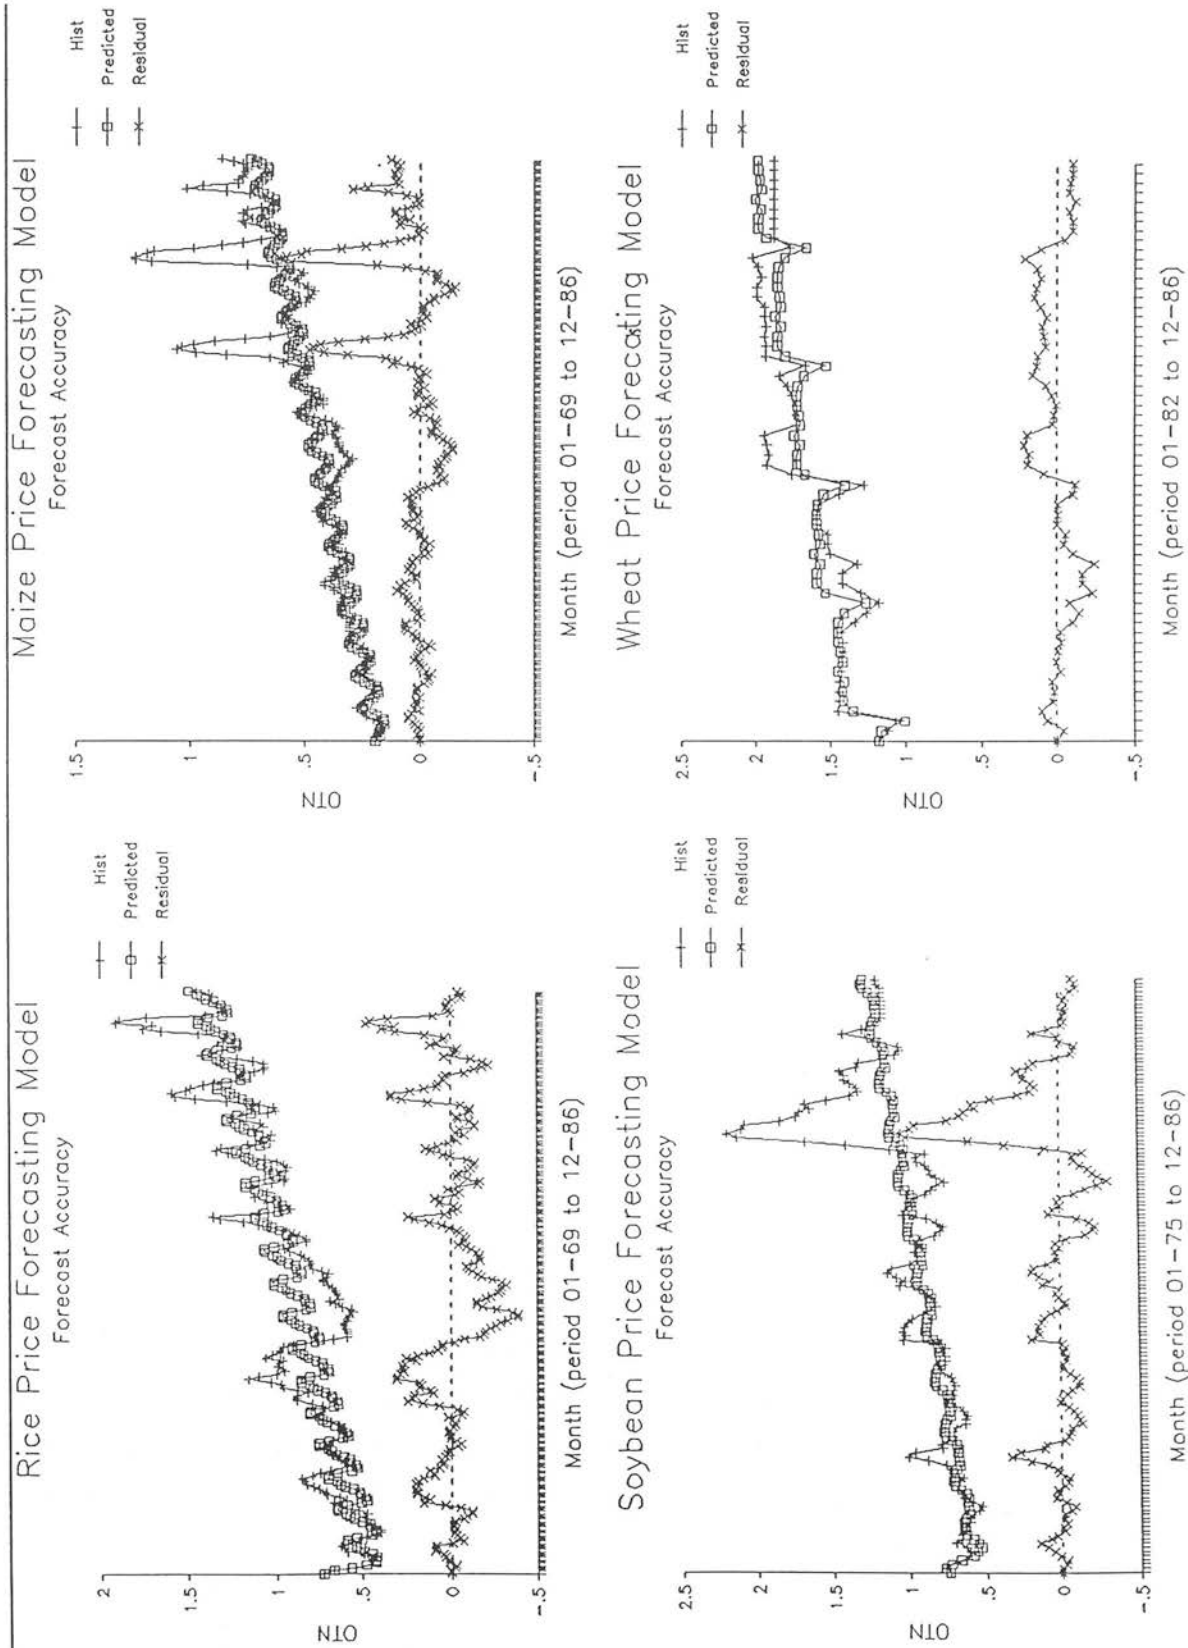 Rice Price Forecasting Model
Forecast Accuracy
Hist
Predicted
Residual
2
1.5
1
.5
0
-.5
OTN
Month (period 01-69 to 12-86)
Maize Price Forecasting Model
Forecast Accuracy
Hist
Predicted
Residual
1.5
1
.5
0
-.5
OTN
Month (period 01-69 to 12-86)
Soybean Price Forecasting Model
Forecast Accuracy
Hist
Predicted
Residual
2.5
2
1.5
1
.5
0
-.5
OTN
Month (period 01-75 to 12-86)
Wheat Price Forecasting Model
Forecast Accuracy
Hist
Predicted
Residual
2.5
2
1.5
1
.5
0
-.5
OTN
Month (period 01-82 to 12-86)